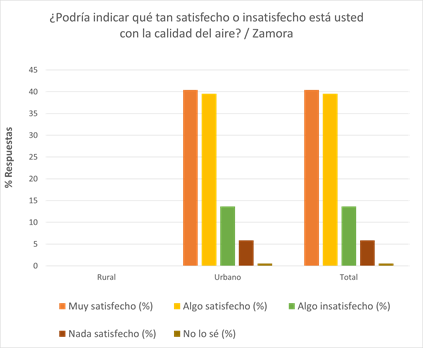 ¿Podría indicar qué tan satisfecho o insatisfecho está usted
con la calidad del aire? / Zamora
% Respuestas
45
40
35
30
25
20
15
10
5
0
Rural Urbano Total
Muy satisfecho (%) Algo satisfecho (%) Algo insatisfecho (%)
Nada satisfecho (%) No lo sé (%)